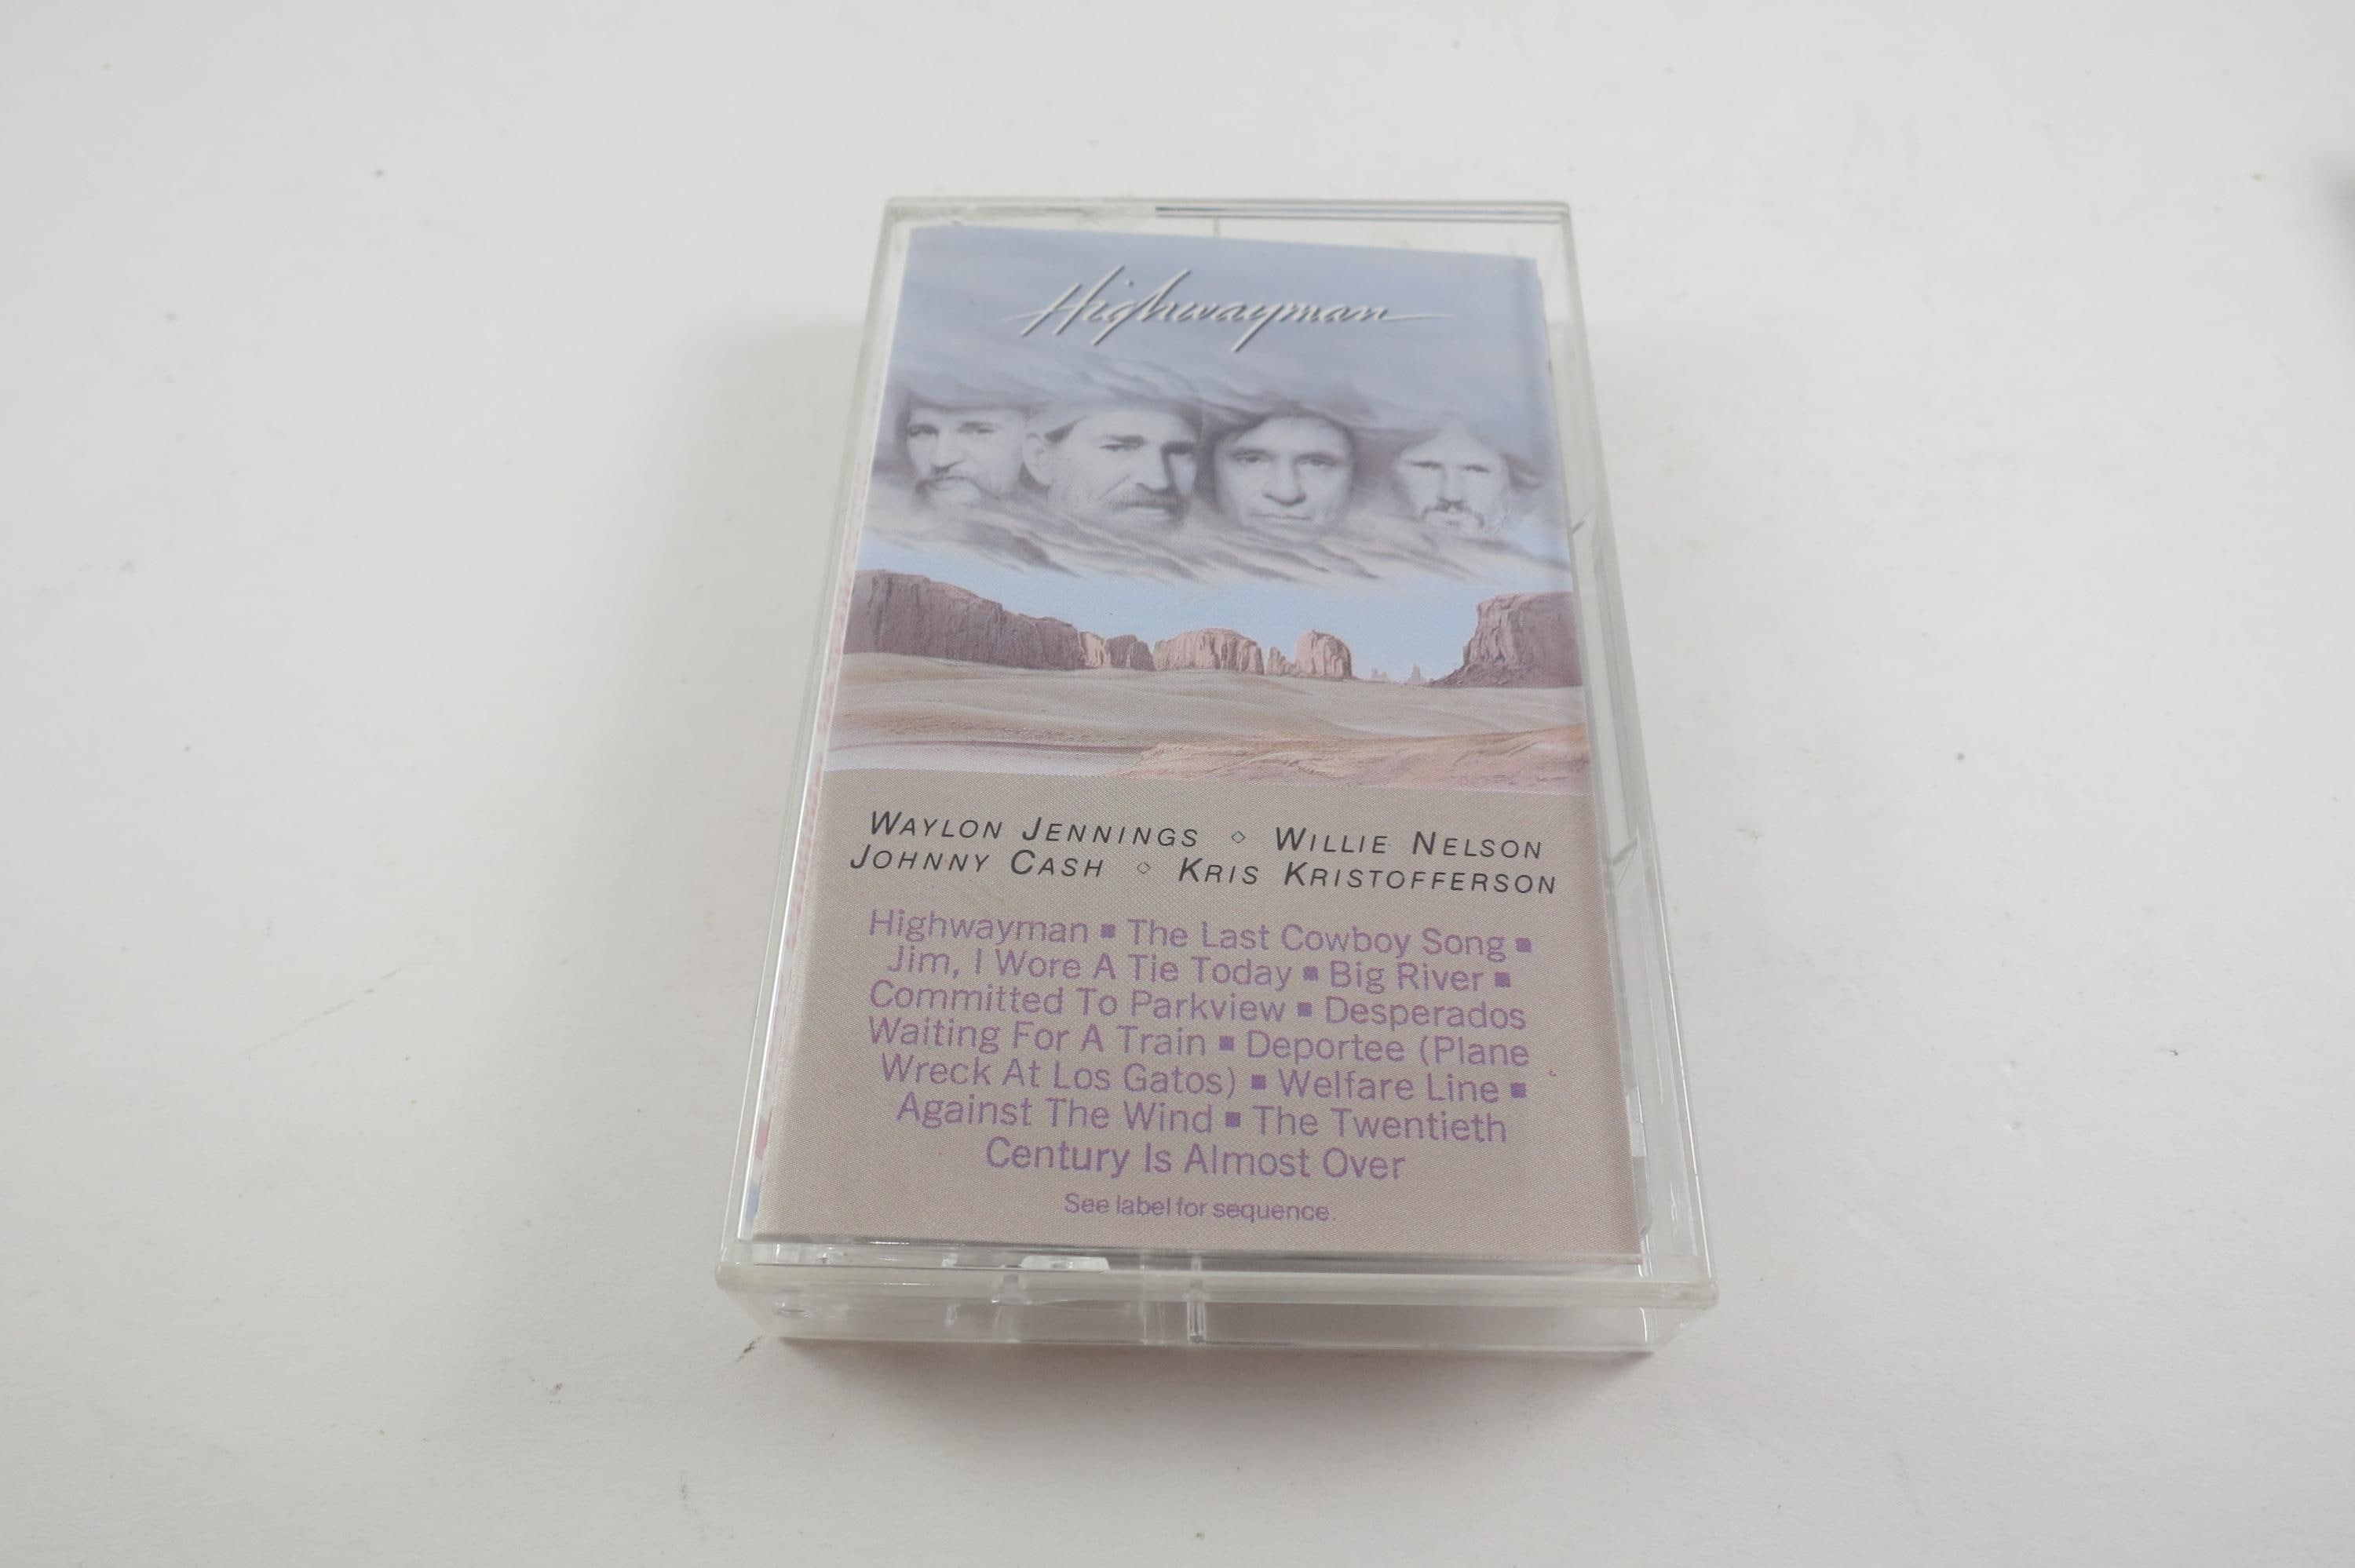 Highwayman
WAYLON JENNINGS ◇ WILLIE NELSON
JOHNNY CASH ◇ KRIS KRISTOFFERSON
Highwayman ■ The Last Cowboy Song ■
Jim, I Wore A Tie Today ■ Big River ■
Committed To Parkview ■ Desperados
Waiting For A Train ■ Deportee (Plane
Wreck At Los Gatos) ■ Welfare Line ■
Against The Wind ■ The Twentieth
Century Is Almost Over
See label for sequence.